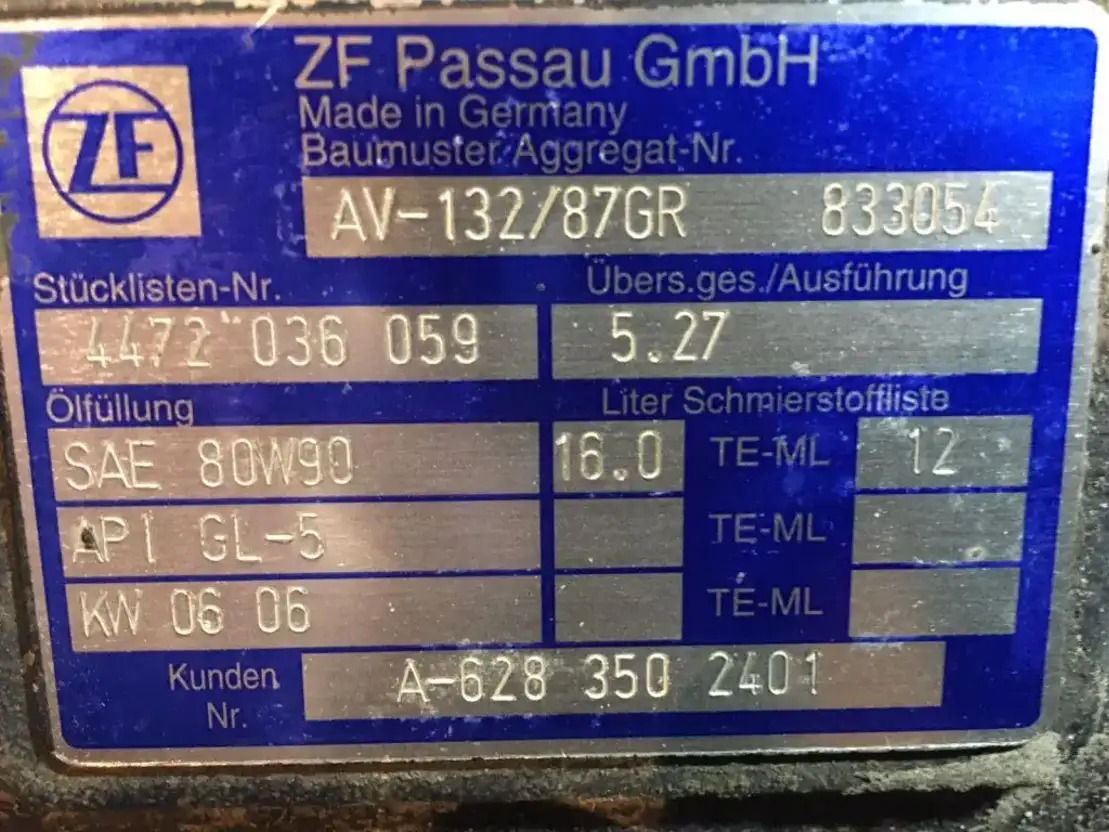 ZF Passau GmbH
ZF
Made in Germany
Baumuster Aggregat-Nr.
AV-132/87GR 833054
Stücklisten-Nr. Übers.ges./Ausführung
4472 036 059 5.27
Ölfüllung Liter Schmierstoffliste
SAE 80W90 16.0 TE-ML 12
API GL-5 TE-ML
KW 06 06 TE-ML
Kunden A-628 350 2401
Nr.